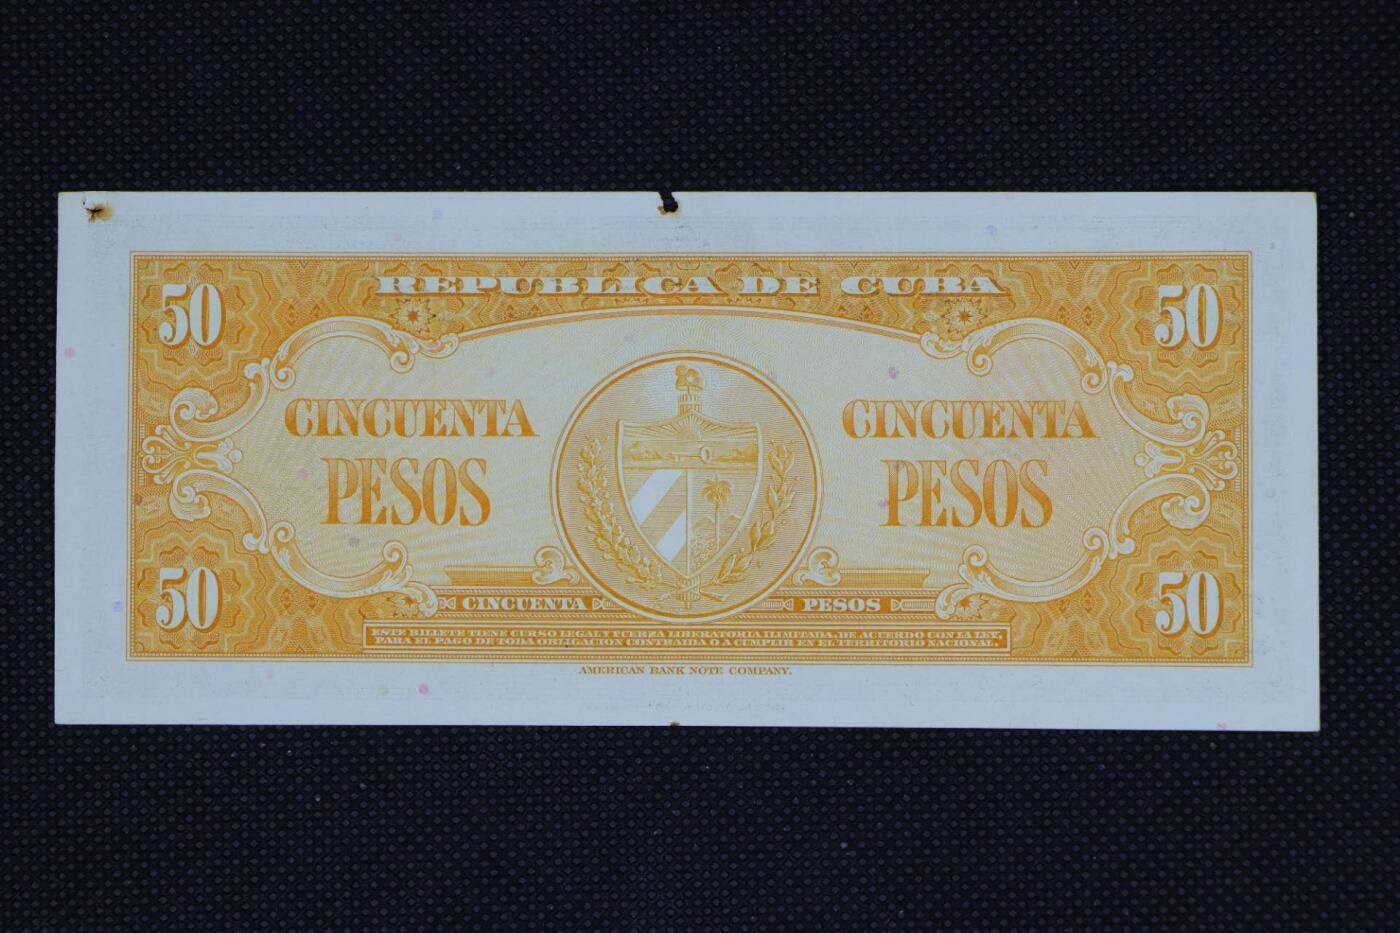 REPUBLICA DE CUBA
50
50
CINCUENTA
PESOS
CINCUENTA
PESOS
50
50
CINCUENTA
PESOS
ESTE BILLETE TIENE CURSO LEGAL Y FUERZA LIBERATORIA ILIMITADA, DE ACUERDO CON LA LEY,
PARA EL PAGO DE TODA OBLIGACION CONTRAIDA O A CUMPLIR EN EL TERRITORIO NACIONAL.
AMERICAN BANK NOTE COMPANY.